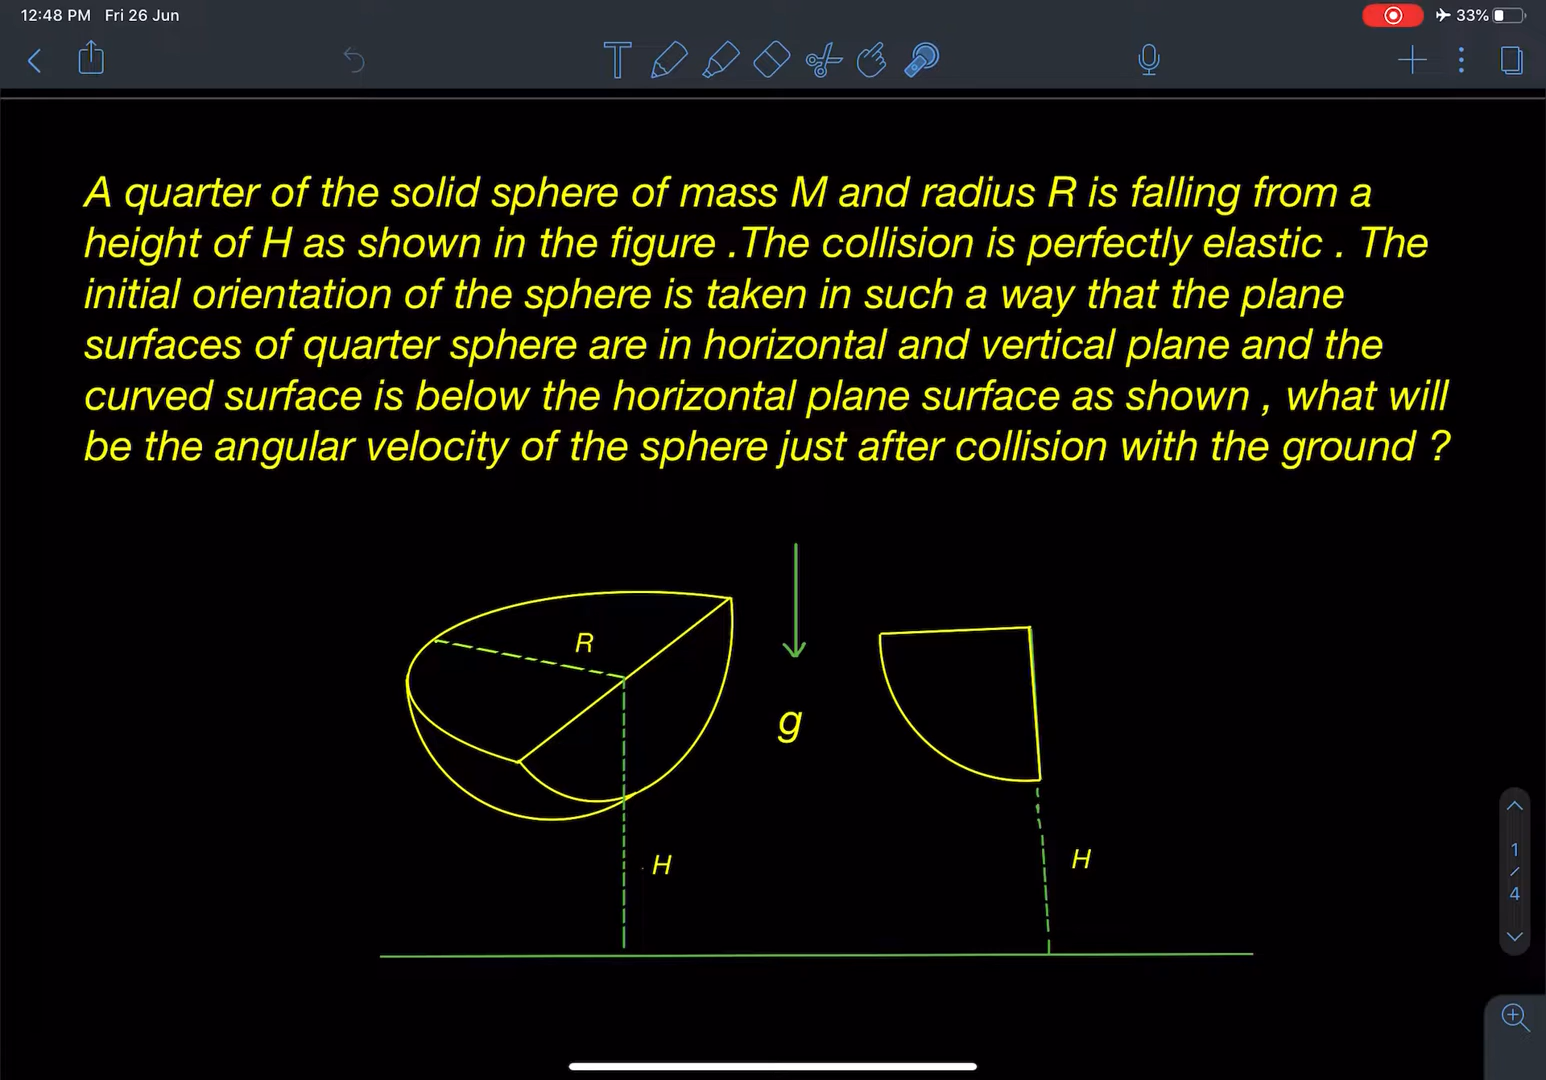 12:48 PM Fri 26 Jun
33%
T
A quarter of the solid sphere of mass M and radius R is falling from a
height of H as shown in the figure .The collision is perfectly elastic . The
initial orientation of the sphere is taken in such a way that the plane
surfaces of quarter sphere are in horizontal and vertical plane and the
curved surface is below the horizontal plane surface as shown , what will
be the angular velocity of the sphere just after collision with the ground ?
R
g
H
H
1
/
4